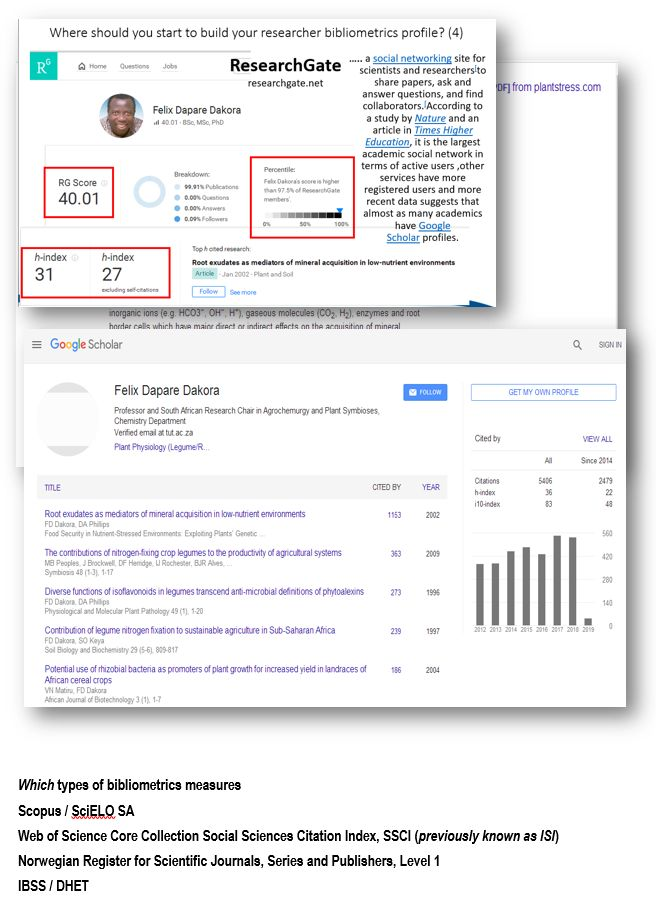 Where should you start to build your researcher bibliometrics profile? (4)
RG
Home Questions Jobs
ResearchGate
researchgate.net
Felix Dapare Dakora
40.01 · BSc, MSc, PhD
RG Score
40.01
Breakdown:
99.91% Publications
0.00% Questions
0.00% Answers
0.09% Followers
Percentile:
Felix Dakora's score is higher
than 97.5% of ResearchGate
members'.
0% 50% 100%
h-index
31
h-index
27
excluding self-citations
Top h cited research:
Root exudates as mediators of mineral acquisition in low-nutrient environments
Article · Jan 2002 · Plant and Soil
Follow See more
..... a social networking site for
scientists and researchers to
share papers, ask and
answer questions, and find
collaborators.[According to
a study by Nature and an
article in Times Higher
Education, it is the largest
academic social network in
terms of active users ,other
services have more
registered users and more
recent data suggests that
almost as many academics
have Google
Scholar profiles.
PDF] from plantstress.com
inorganic ions (e.g. HCO3⁻, OH⁻, H⁺), gaseous molecules (CO₂, H₂), enzymes and root
border cells which have major direct or indirect effects on the acquisition of mineral
Google Scholar
SIGN IN
Felix Dapare Dakora
FOLLOW
Professor and South African Research Chair in Agrochemurgy and Plant Symbioses,
Chemistry Department
Verified email at tut.ac.za
Plant Physiology (Legume/R...
TITLE CITED BY YEAR
Root exudates as mediators of mineral acquisition in low-nutrient environments 1153 2002
FD Dakora, DA Phillips
Food Security in Nutrient-Stressed Environments: Exploiting Plants' Genetic ...
The contributions of nitrogen-fixing crop legumes to the productivity of agricultural systems 363 2009
MB Peoples, J Brockwell, DF Herridge, IJ Rochester, BJR Alves, ...
Symbiosis 48 (1-3), 1-17
Diverse functions of isoflavonoids in legumes transcend anti-microbial definitions of phytoalexins 273 1996
FD Dakora, DA Phillips
Physiological and Molecular Plant Pathology 49 (1), 1-20
Contribution of legume nitrogen fixation to sustainable agriculture in Sub-Saharan Africa 239 1997
FD Dakora, SO Keya
Soil Biology and Biochemistry 29 (5-6), 809-817
Potential use of rhizobial bacteria as promoters of plant growth for increased yield in landraces of 186 2004
African cereal crops
VN Matiru, FD Dakora
African Journal of Biotechnology 3 (1), 1-7
GET MY OWN PROFILE
Cited by VIEW ALL
All Since 2014
Citations 5406 2479
h-index 36 22
i10-index 83 48
560
420
280
140
0
2012 2013 2014 2015 2016 2017 2018 2019
Which types of bibliometrics measures
Scopus / SciELO SA
Web of Science Core Collection Social Sciences Citation Index, SSCI (previously known as ISI)
Norwegian Register for Scientific Journals, Series and Publishers, Level 1
IBSS / DHET